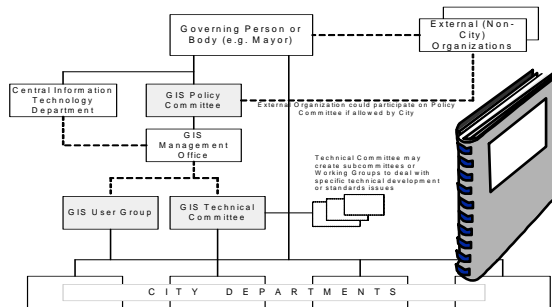 Governing Person or
Body (e.g. Mayor)
External (Non-
City)
Organizations
Central Information
Technology
Department
GIS Policy
Committee
External Organization could participate on Policy
Committee if allowed by City
GIS
Management
Office
Technical Committee may
create subcommittees or
Working Groups to deal with
specific technical development
or standards issues
GIS User Group
GIS Technical
Committee
CITY DEPARTMENTS